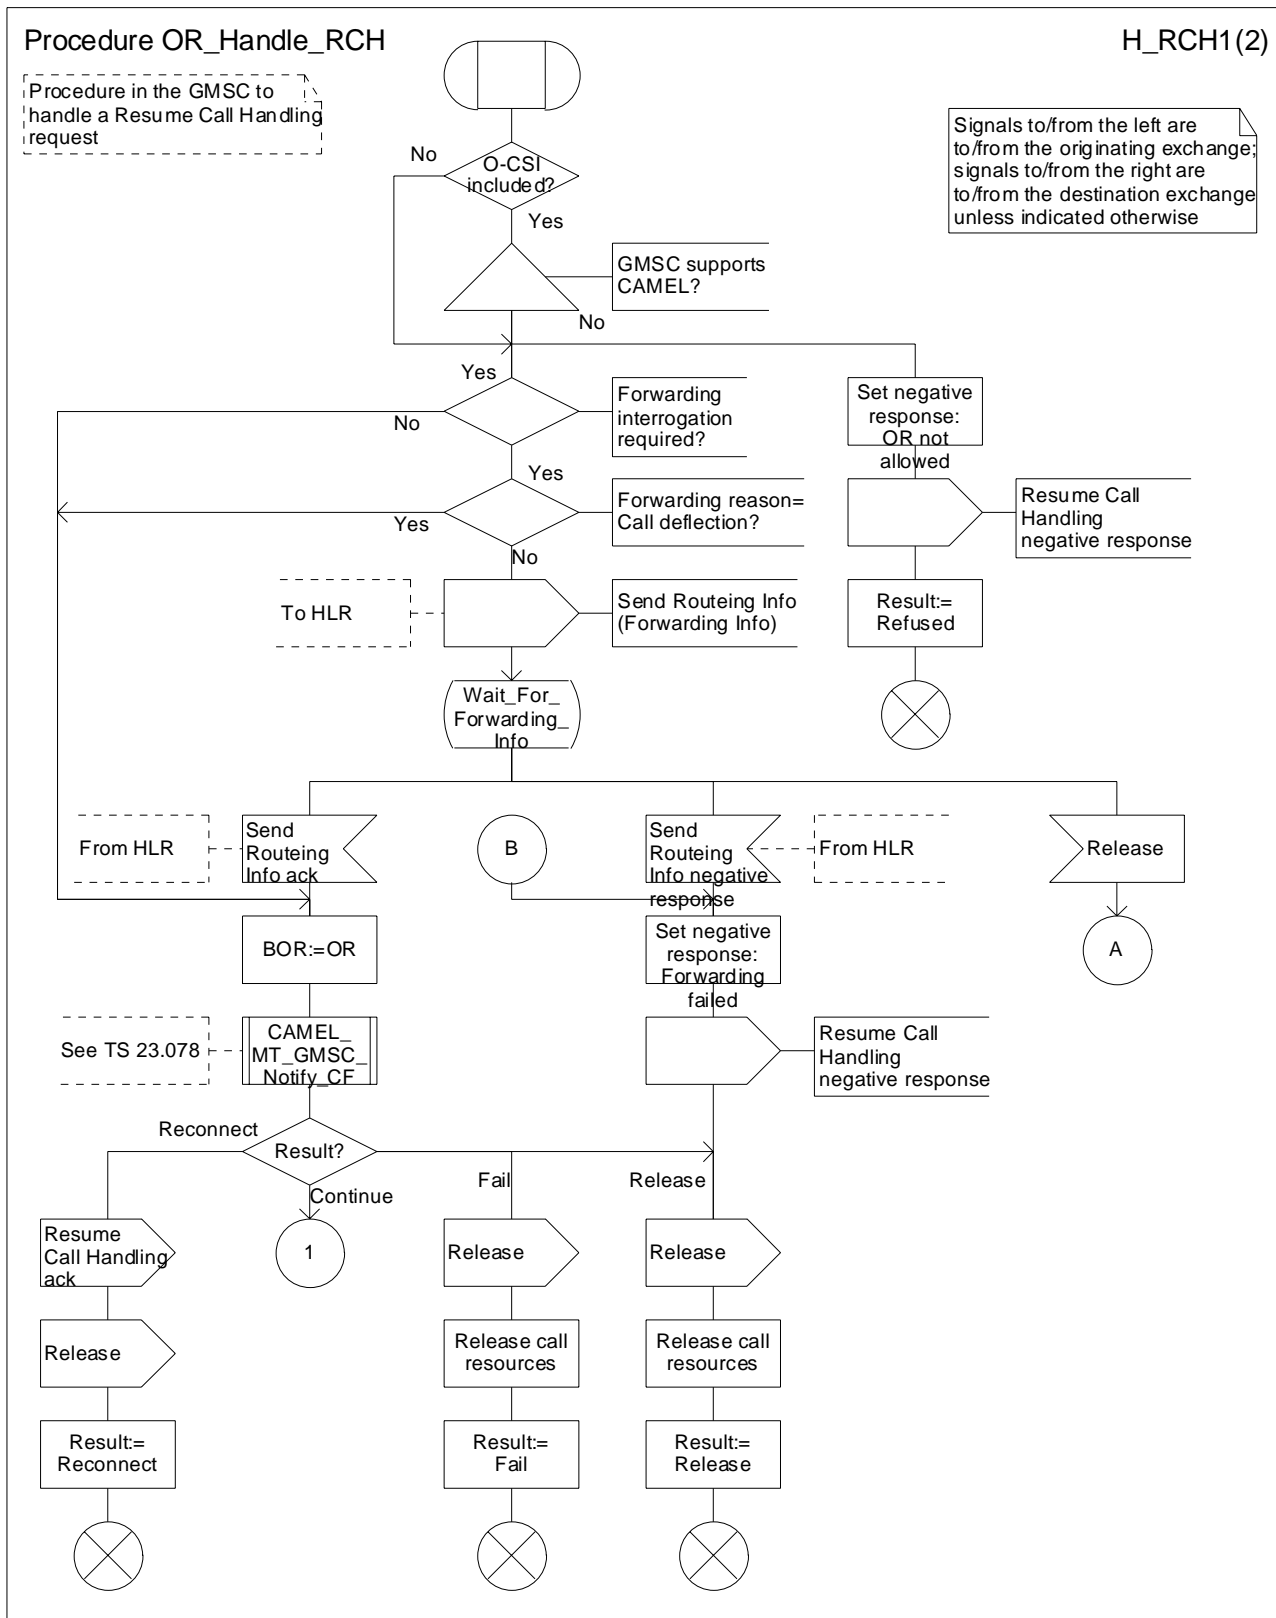 Procedure OR_Handle_RCH
H_RCH1(2)
Procedure in the GMSC to
handle a Resume Call Handling
request
Signals to/from the left are
to/from the originating exchange;
signals to/from the right are
to/from the destination exchange
unless indicated otherwise
No
O-CSI
included?
Yes
GMSC supports
CAMEL?
No
Yes
Forwarding
interrogation
required?
No
Set negative
response:
OR not
allowed
Yes
Forwarding reason=
Call deflection?
Yes
No
Resume Call
Handling
negative response
To HLR
Send Routeing Info
(Forwarding Info)
Result:=
Refused
Wait_For_
Forwarding_
Info
From HLR
Send
Routeing
Info ack
B
Send
Routeing
Info negative
response
From HLR
Release
BOR:=OR
Set negative
response:
Forwarding
failed
A
See TS 23.078
CAMEL_
MT_GMSC_
Notify_CF
Resume Call
Handling
negative response
Reconnect
Result?
Continue
Fail
Release
Resume
Call Handling
ack
1
Release
Release
Release
Release call
resources
Release call
resources
Result:=
Reconnect
Result:=
Fail
Result:=
Release